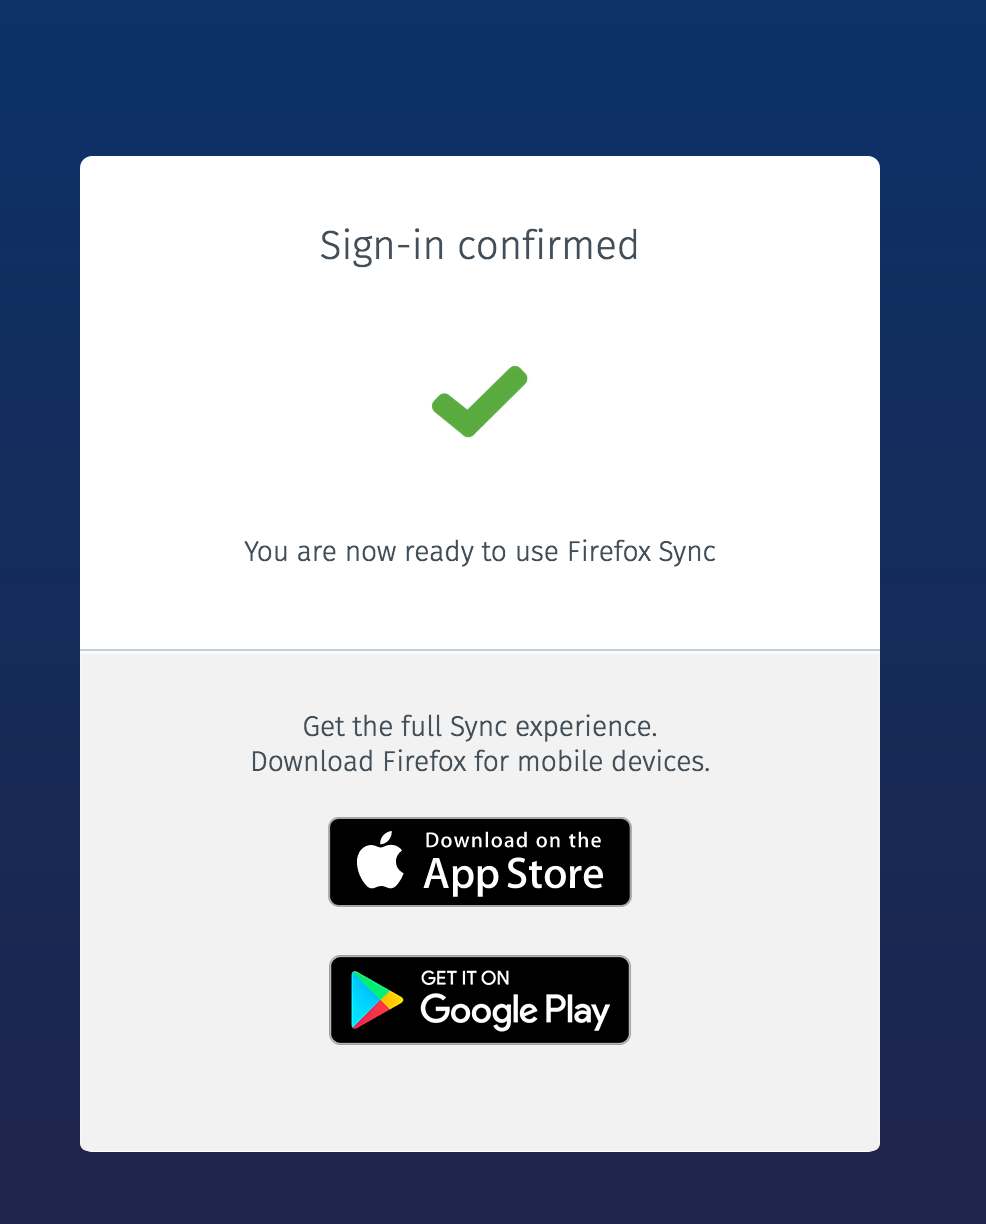 Sign-in confirmed
You are now ready to use Firefox Sync
Get the full Sync experience.
Download Firefox for mobile devices.
Download on the
App Store
GET IT ON
Google Play